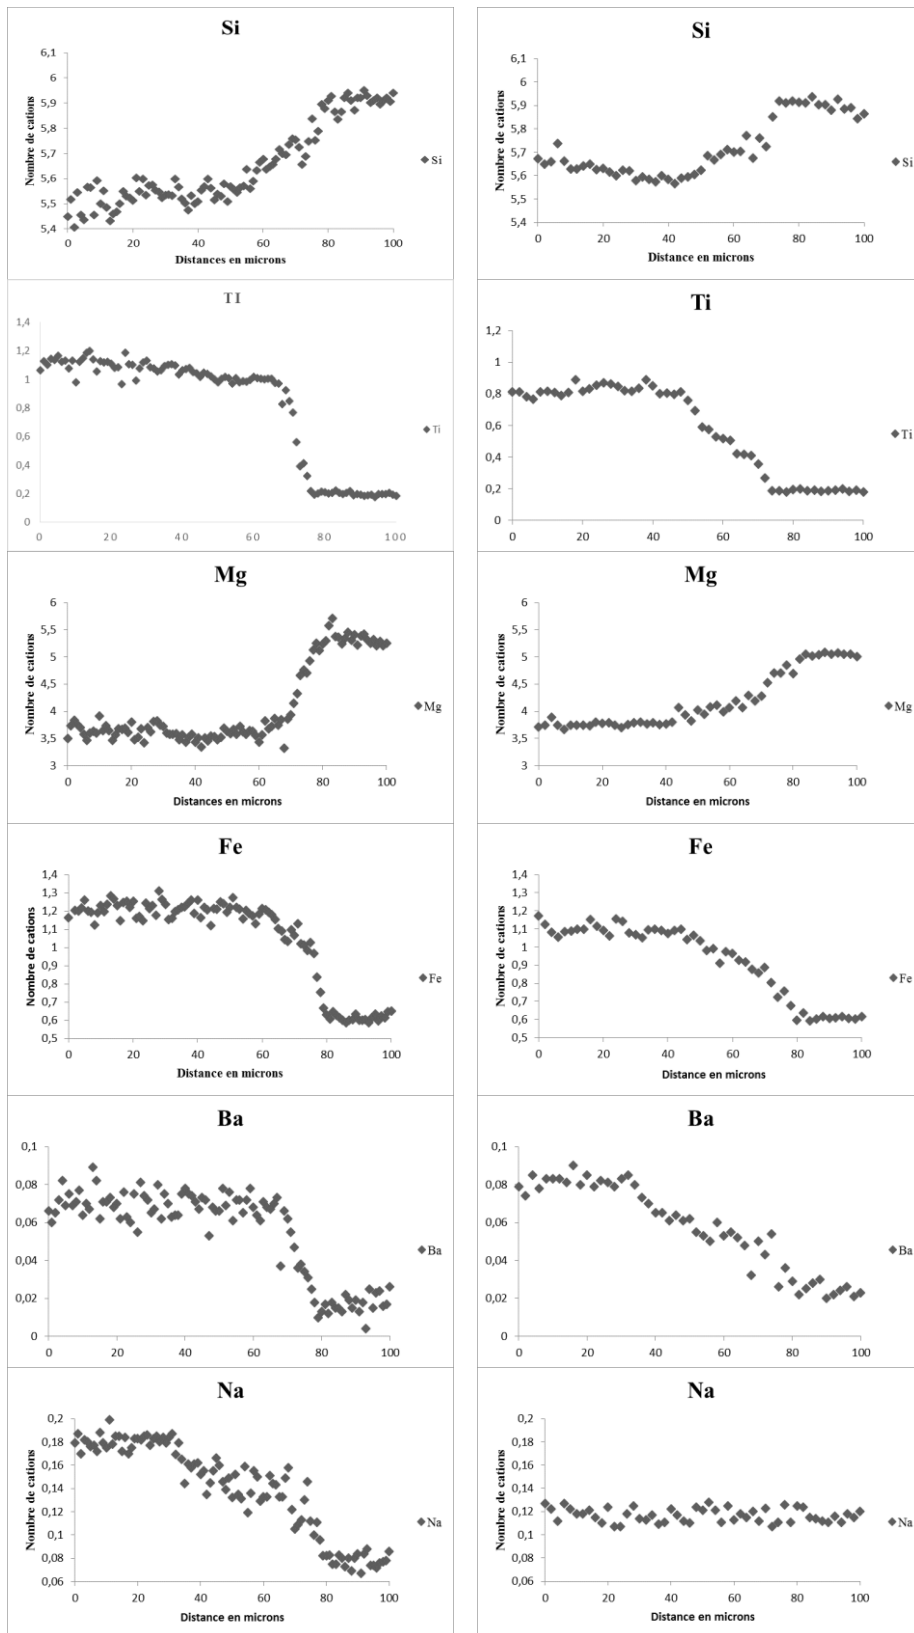 Si
Nombre de cations
6,1
6
5,9
5,8
5,7
5,6
5,5
5,4
0 20 40 60 80 100
Distances en microns
Si
Si
Nombre de cations
6,1
6
5,9
5,8
5,7
5,6
5,5
5,4
0 20 40 60 80 100
Distance en microns
Si
TI
1,4
1,2
1
0,8
0,6
0,4
0,2
0
0 20 40 60 80 100
Ti
Ti
1,2
1
0,8
0,6
0,4
0,2
0
0 20 40 60 80 100
Ti
Mg
Nombre de cations
6
5,5
5
4,5
4
3,5
3
0 20 40 60 80 100
Distances en microns
Mg
Mg
Nombre de cations
6
5,5
5
4,5
4
3,5
3
0 20 40 60 80 100
Distance en microns
Mg
Fe
Nombre de cations
1,4
1,3
1,2
1,1
1
0,9
0,8
0,7
0,6
0,5
0 20 40 60 80 100
Distance en microns
Fe
Fe
Nombre de cations
1,4
1,3
1,2
1,1
1
0,9
0,8
0,7
0,6
0,5
0 20 40 60 80 100
Distance en microns
Fe
Ba
0,1
0,08
0,06
0,04
0,02
0
0 20 40 60 80 100
Ba
Ba
0,1
0,08
0,06
0,04
0,02
0
0 20 40 60 80 100
Ba
Na
Nombre de cations
0,2
0,18
0,16
0,14
0,12
0,1
0,08
0,06
0 20 40 60 80 100
Distance en microns
Na
Na
Nombre de cations
0,2
0,18
0,16
0,14
0,12
0,1
0,08
0,06
0 20 40 60 80 100
Distance en microns
Na